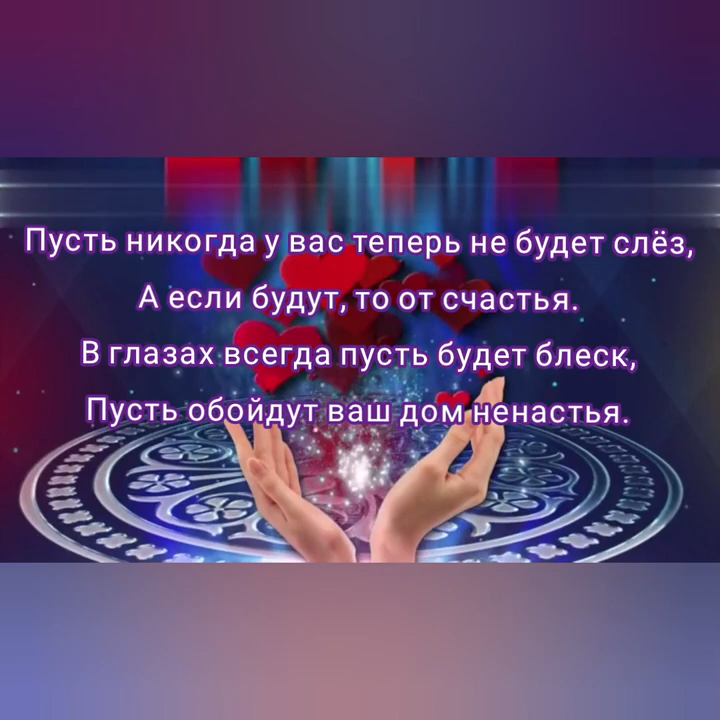 Пусть никогда у вас теперь не будет слёз,
А если будут, то от счастья.
В глазах всегда пусть будет блеск,
Пусть обойдут ваш дом ненастья.